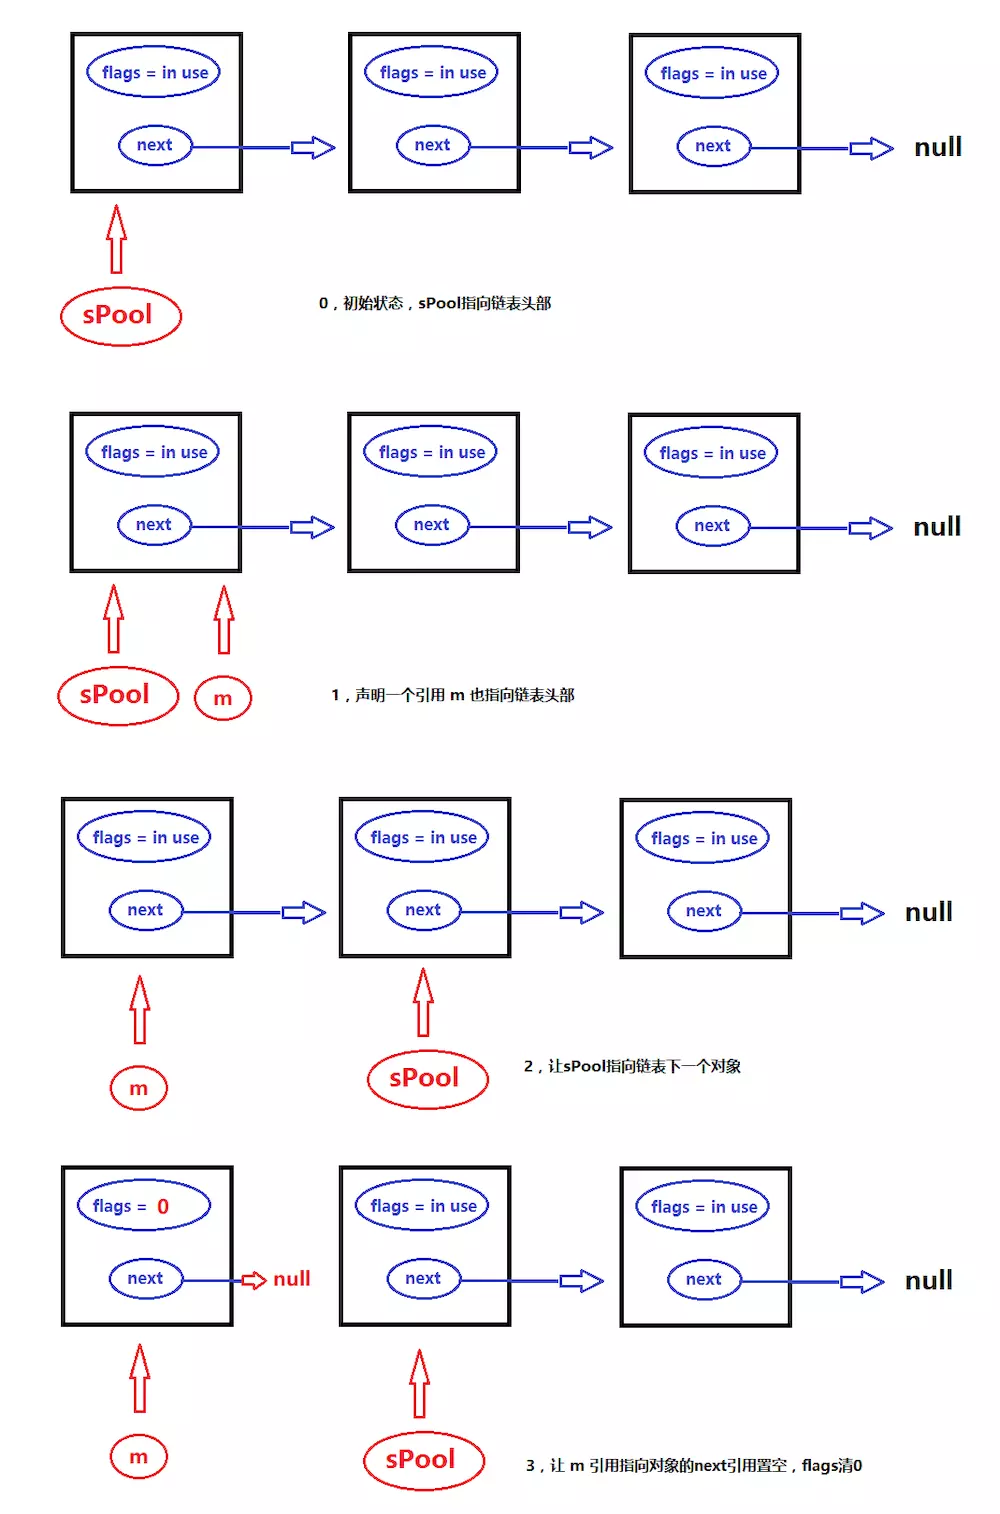 flags = in use
flags = in use
flags = in use
next
next
next
null
sPool
0，初始状态，sPool指向链表头部
flags = in use
flags = in use
flags = in use
next
next
next
null
sPool
m
1，声明一个引用 m 也指向链表头部
flags = in use
flags = in use
flags = in use
next
next
next
null
m
sPool
2，让sPool指向链表下一个对象
flags = 0
flags = in use
flags = in use
next
null
next
next
null
m
sPool
3，让 m 引用指向对象的next引用置空，flags清0